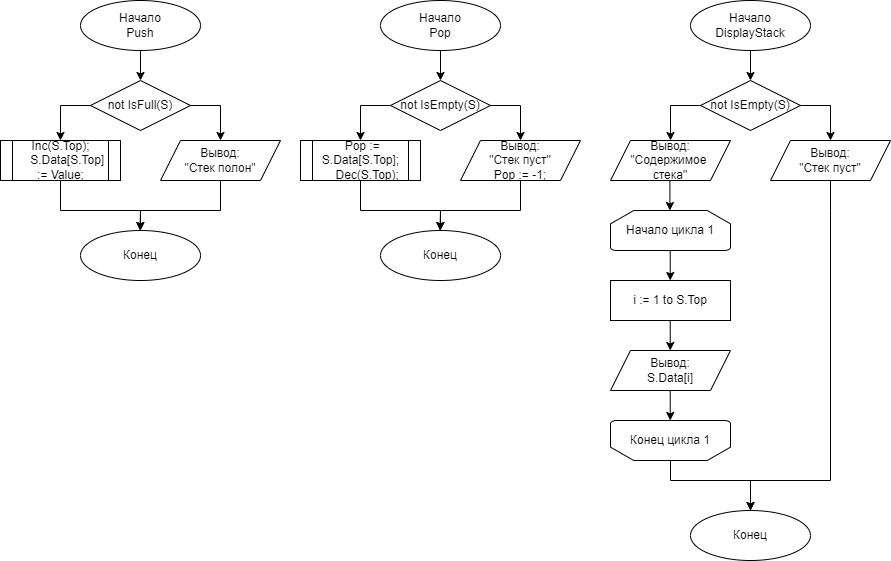 Начало
Push
not IsFull(S)
Inc(S.Top);
S.Data[S.Top]
:= Value;
Вывод:
"Стек полон"
Конец
Начало
Pop
not IsEmpty(S)
Pop :=
S.Data[S.Top];
Dec(S.Top);
Вывод:
"Стек пуст"
Pop := -1;
Конец
Начало
DisplayStack
not IsEmpty(S)
Вывод:
"Содержимое
стека"
Вывод:
"Стек пуст"
Начало цикла 1
i := 1 to S.Top
Вывод:
S.Data[i]
Конец цикла 1
Конец